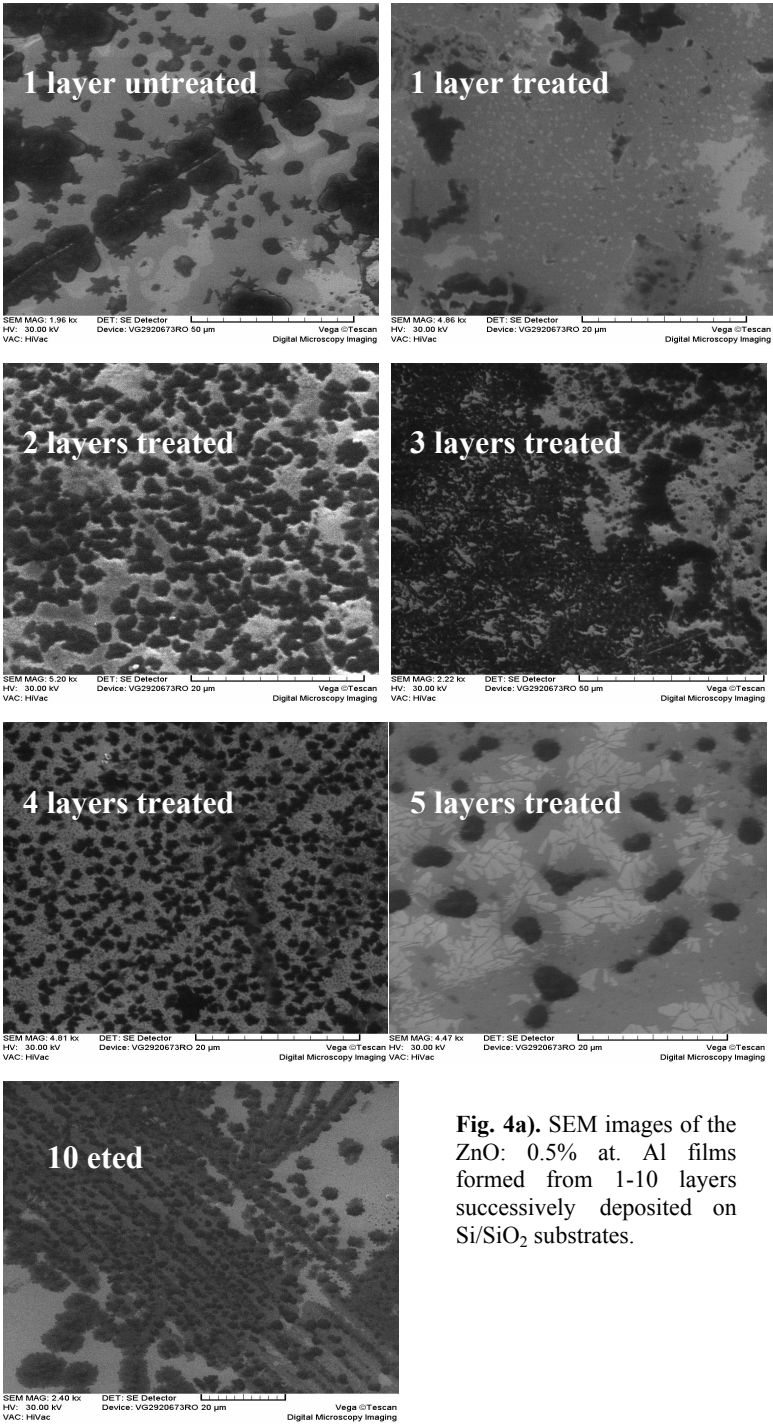 1 layer untreated
SEM MAG: 1.96 kx DET: SE Detector
HV: 30.00 kV Device: VG2920673RO 50 µm Vega ©Tescan
VAC: HiVac Digital Microscopy Imaging
1 layer treated
SEM MAG: 4.86 kx DET: SE Detector
HV: 30.00 kV Device: VG2920673RO 20 µm Vega ©Tescan
VAC: HiVac Digital Microscopy Imaging
2 layers treated
SEM MAG: 5.20 kx DET: SE Detector
HV: 30.00 kV Device: VG2920673RO 20 µm Vega ©Tescan
VAC: HiVac Digital Microscopy Imaging
3 layers treated
SEM MAG: 2.22 kx DET: SE Detector
HV: 30.00 kV Device: VG2920673RO 50 µm Vega ©Tescan
VAC: HiVac Digital Microscopy Imaging
4 layers treated
SEM MAG: 4.81 kx DET: SE Detector
HV: 30.00 kV Device: VG2920673RO 20 µm Vega ©Tescan
VAC: HiVac Digital Microscopy Imaging
5 layers treated
SEM MAG: 4.47 kx DET: SE Detector
HV: 30.00 kV Device: VG2920673RO 20 µm Vega ©Tescan
VAC: HiVac Digital Microscopy Imaging
10 eted
SEM MAG: 2.40 kx DET: SE Detector
HV: 30.00 kV Device: VG2920673RO 20 µm Vega ©Tescan
VAC: HiVac Digital Microscopy Imaging
Fig. 4a). SEM images of the
ZnO: 0.5% at. Al films
formed from 1-10 layers
successively deposited on
Si/SiO₂ substrates.